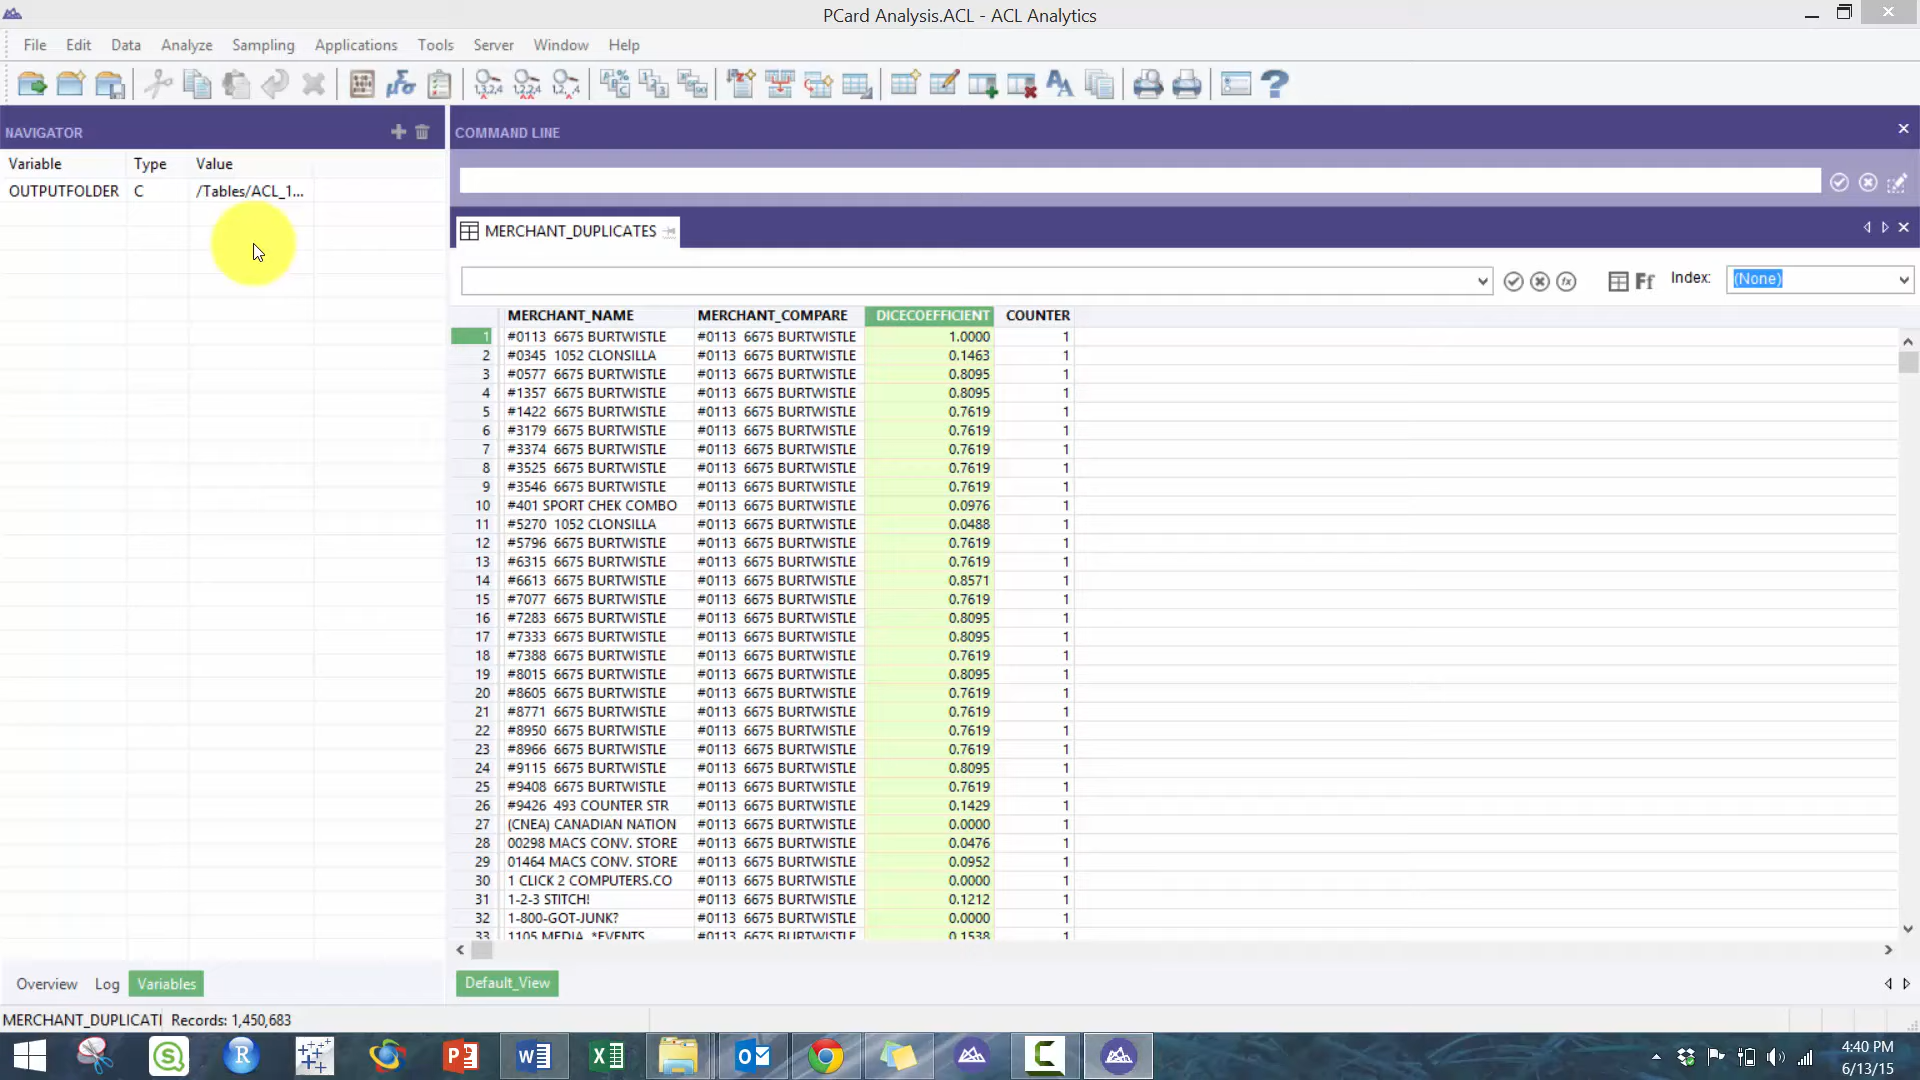 PCard Analysis.ACL - ACL Analytics
File Edit Data Analyze Sampling Applications Tools Server Window Help
NAVIGATOR
Variable Type Value
OUTPUTFOLDER C /Tables/ACL_1...
COMMAND LINE
MERCHANT_DUPLICATES
Index: (None)
MERCHANT_NAME MERCHANT_COMPARE DICECOEFFICIENT COUNTER
1 #0113 6675 BURTWISTLE #0113 6675 BURTWISTLE 1.0000 1
2 #0345 1052 CLONSILLA #0113 6675 BURTWISTLE 0.1463 1
3 #0577 6675 BURTWISTLE #0113 6675 BURTWISTLE 0.8095 1
4 #1357 6675 BURTWISTLE #0113 6675 BURTWISTLE 0.8095 1
5 #1422 6675 BURTWISTLE #0113 6675 BURTWISTLE 0.7619 1
6 #3179 6675 BURTWISTLE #0113 6675 BURTWISTLE 0.7619 1
7 #3374 6675 BURTWISTLE #0113 6675 BURTWISTLE 0.7619 1
8 #3525 6675 BURTWISTLE #0113 6675 BURTWISTLE 0.7619 1
9 #3546 6675 BURTWISTLE #0113 6675 BURTWISTLE 0.7619 1
10 #401 SPORT CHEK COMBO #0113 6675 BURTWISTLE 0.0976 1
11 #5270 1052 CLONSILLA #0113 6675 BURTWISTLE 0.0488 1
12 #5796 6675 BURTWISTLE #0113 6675 BURTWISTLE 0.7619 1
13 #6315 6675 BURTWISTLE #0113 6675 BURTWISTLE 0.7619 1
14 #6613 6675 BURTWISTLE #0113 6675 BURTWISTLE 0.8571 1
15 #7077 6675 BURTWISTLE #0113 6675 BURTWISTLE 0.7619 1
16 #7283 6675 BURTWISTLE #0113 6675 BURTWISTLE 0.8095 1
17 #7333 6675 BURTWISTLE #0113 6675 BURTWISTLE 0.8095 1
18 #7388 6675 BURTWISTLE #0113 6675 BURTWISTLE 0.7619 1
19 #8015 6675 BURTWISTLE #0113 6675 BURTWISTLE 0.8095 1
20 #8605 6675 BURTWISTLE #0113 6675 BURTWISTLE 0.7619 1
21 #8771 6675 BURTWISTLE #0113 6675 BURTWISTLE 0.7619 1
22 #8950 6675 BURTWISTLE #0113 6675 BURTWISTLE 0.7619 1
23 #8966 6675 BURTWISTLE #0113 6675 BURTWISTLE 0.7619 1
24 #9115 6675 BURTWISTLE #0113 6675 BURTWISTLE 0.8095 1
25 #9408 6675 BURTWISTLE #0113 6675 BURTWISTLE 0.7619 1
26 #9426 493 COUNTER STR #0113 6675 BURTWISTLE 0.1429 1
27 (CNEA) CANADIAN NATION #0113 6675 BURTWISTLE 0.0000 1
28 00298 MACS CONV. STORE #0113 6675 BURTWISTLE 0.0476 1
29 01464 MACS CONV. STORE #0113 6675 BURTWISTLE 0.0952 1
30 1 CLICK 2 COMPUTERS.CO #0113 6675 BURTWISTLE 0.0000 1
31 1-2-3 STITCH! #0113 6675 BURTWISTLE 0.1212 1
32 1-800-GOT-JUNK? #0113 6675 BURTWISTLE 0.0000 1
33 1105 MEDIA *EVENTS #0113 6675 BURTWISTLE 0.1538 1
Overview Log Variables
Default_View
MERCHANT_DUPLICATI Records: 1,450,683
4:40 PM
6/13/15